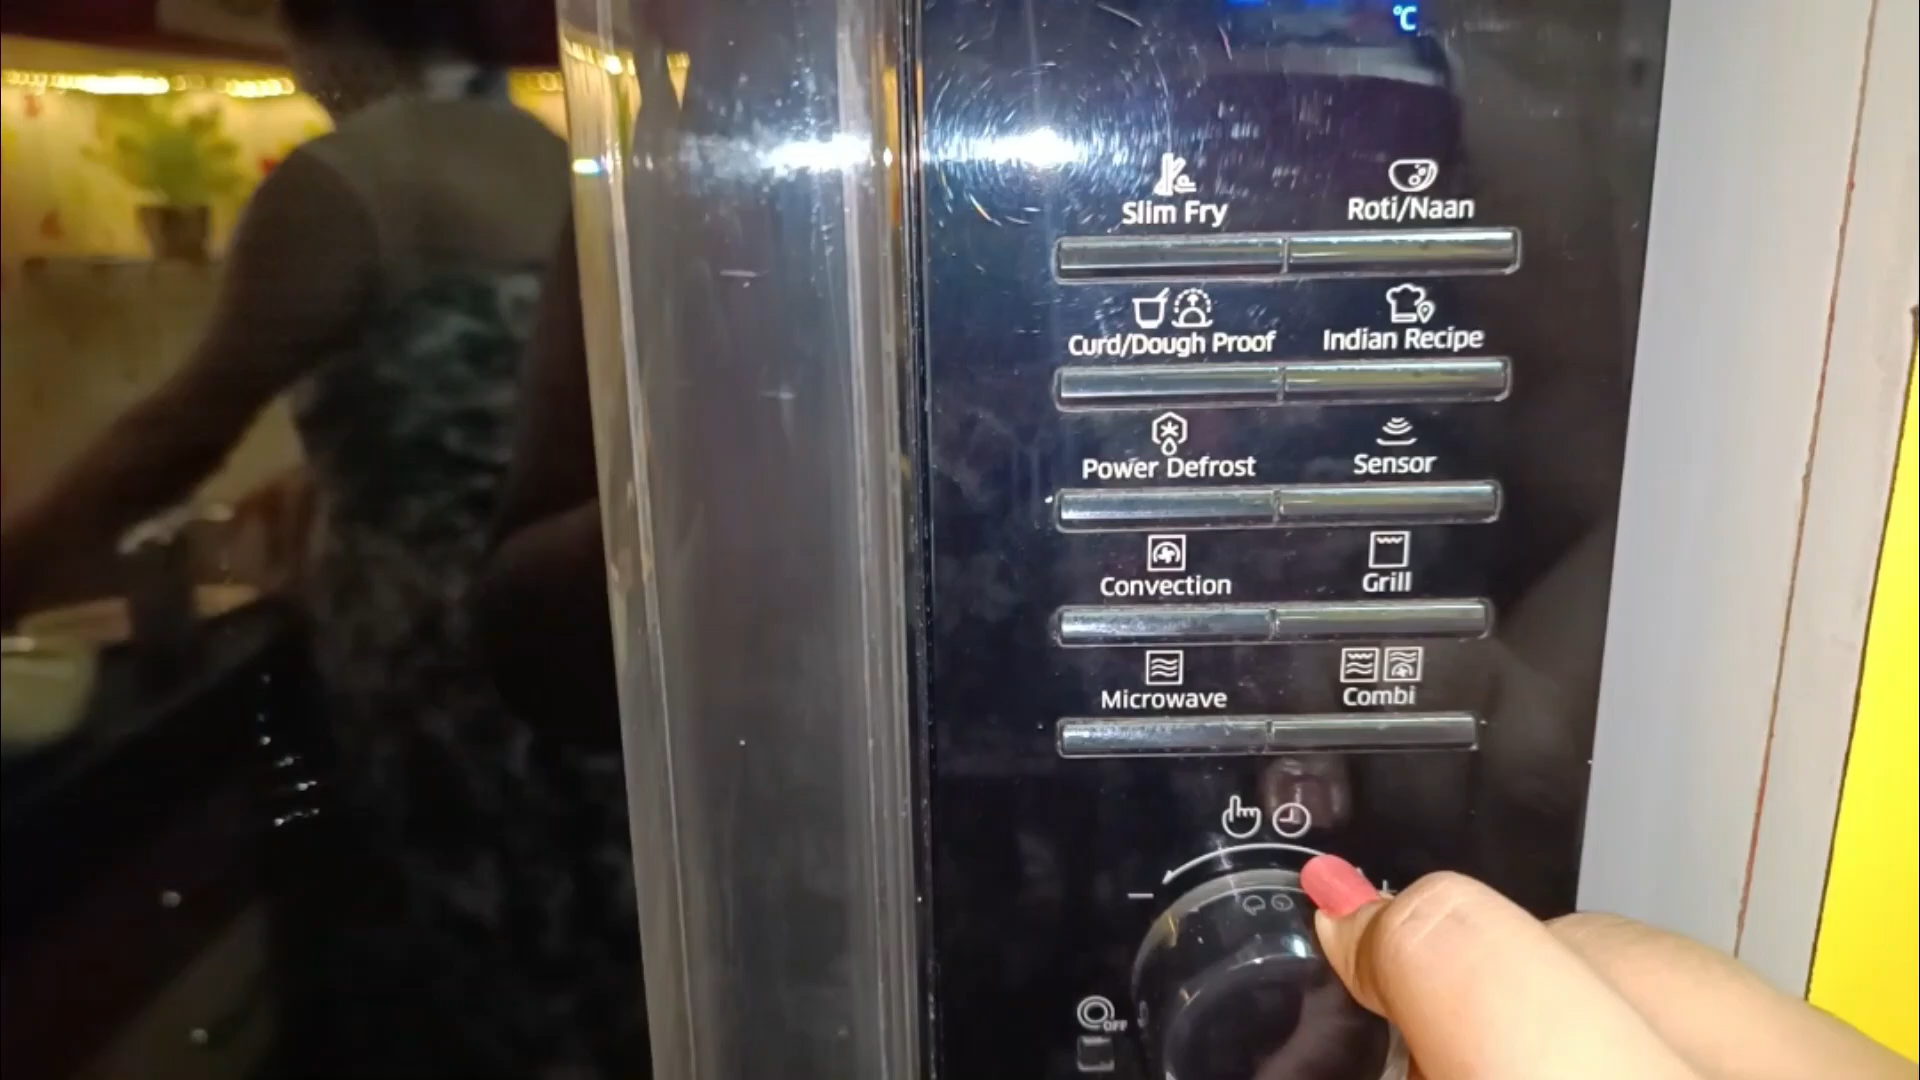 °C
Slim Fry
Roti/Naan
Curd/Dough Proof
Indian Recipe
Power Defrost
Sensor
Convection
Grill
Microwave
Combi
− +
OFF